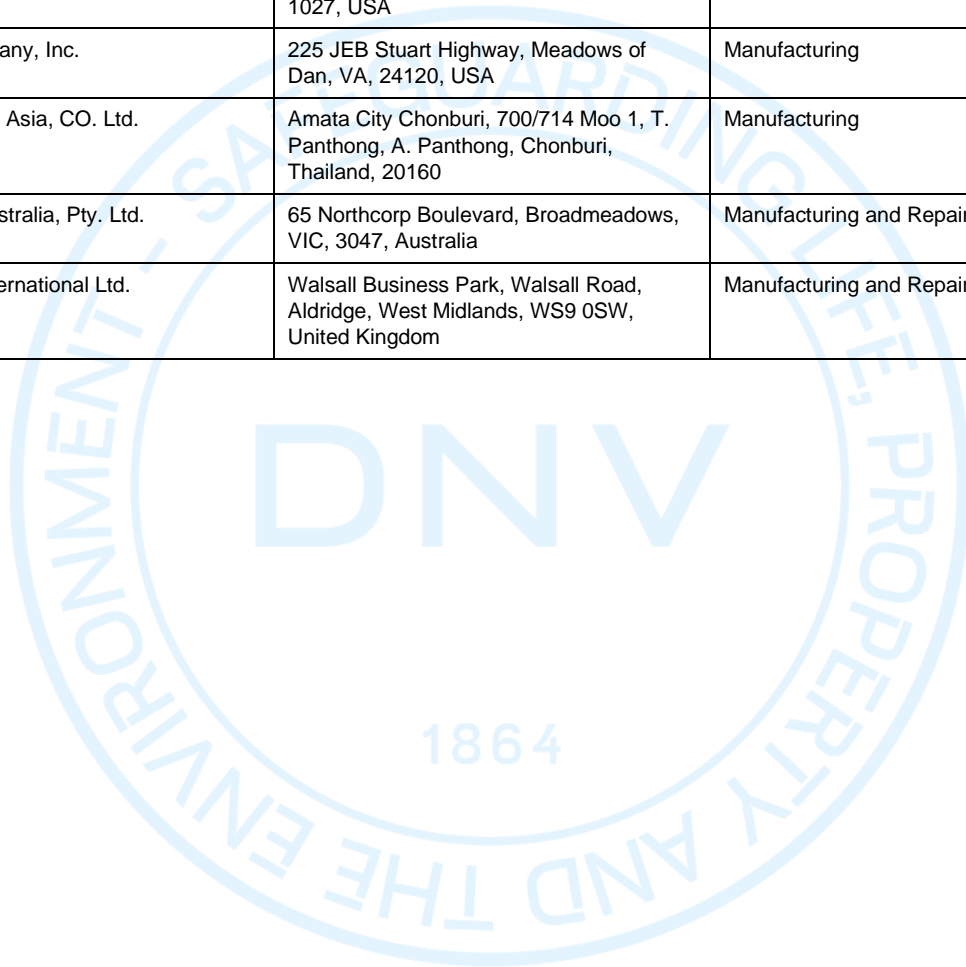 1027, USA
any, Inc.
225 JEB Stuart Highway, Meadows of
Dan, VA, 24120, USA
Manufacturing
Asia, CO. Ltd.
Amata City Chonburi, 700/714 Moo 1, T.
Panthong, A. Panthong, Chonburi,
Thailand, 20160
Manufacturing
stralia, Pty. Ltd.
65 Northcorp Boulevard, Broadmeadows,
VIC, 3047, Australia
Manufacturing and Repair
ernational Ltd.
Walsall Business Park, Walsall Road,
Aldridge, West Midlands, WS9 0SW,
United Kingdom
Manufacturing and Repair
SAFEGUARDING LIFE, PROPERTY AND THE ENVIRONMENT -
DNV
1864